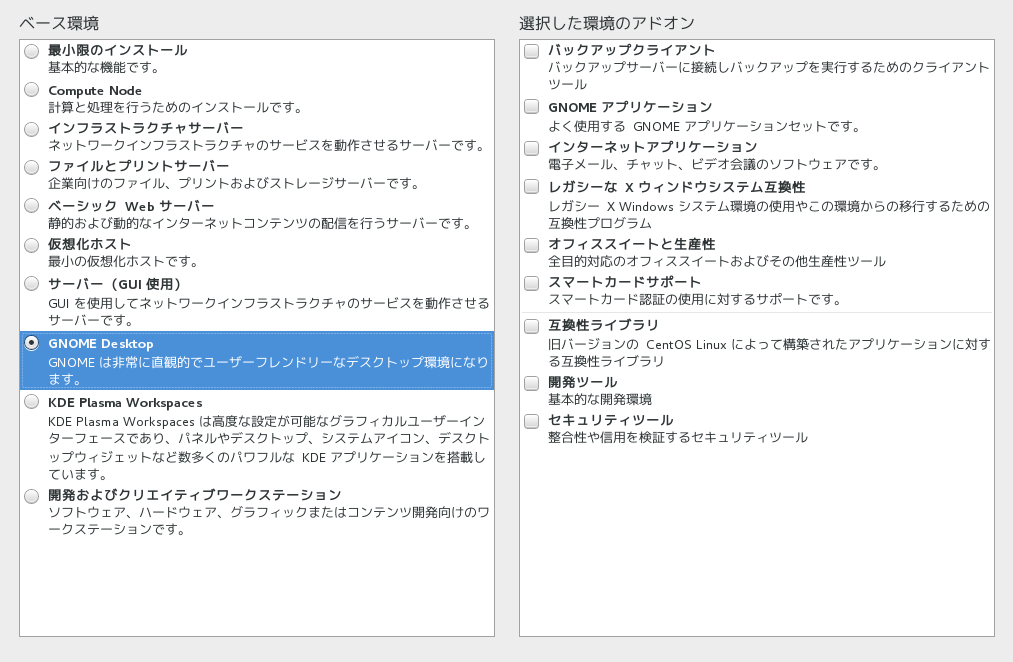 ベース環境
最小限のインストール
基本的な機能です。
Compute Node
計算と処理を行うためのインストールです。
インフラストラクチャサーバー
ネットワークインフラストラクチャのサービスを動作させるサーバーです。
ファイルとプリントサーバー
企業向けのファイル、プリントおよびストレージサーバーです。
ベーシック Web サーバー
静的および動的なインターネットコンテンツの配信を行うサーバーです。
仮想化ホスト
最小の仮想化ホストです。
サーバー（GUI 使用）
GUI を使用してネットワークインフラストラクチャのサービスを動作させる
サーバーです。
GNOME Desktop
GNOME は非常に直観的でユーザーフレンドリーなデスクトップ環境になり
ます。
KDE Plasma Workspaces
KDE Plasma Workspaces は高度な設定が可能なグラフィカルユーザーイン
ターフェースであり、パネルやデスクトップ、システムアイコン、デスクト
ップウィジェットなど数多くのパワフルな KDE アプリケーションを搭載し
ています。
開発およびクリエイティブワークステーション
ソフトウェア、ハードウェア、グラフィックまたはコンテンツ開発向けのワ
ークステーションです。
選択した環境のアドオン
バックアップクライアント
バックアップサーバーに接続しバックアップを実行するためのクライアント
ツール
GNOME アプリケーション
よく使用する GNOME アプリケーションセットです。
インターネットアプリケーション
電子メール、チャット、ビデオ会議のソフトウェアです。
レガシーな X ウィンドウシステム互換性
レガシー X Windows システム環境の使用やこの環境からの移行するための
互換性プログラム
オフィススイートと生産性
全目的対応のオフィススイートおよびその他生産性ツール
スマートカードサポート
スマートカード認証の使用に対するサポートです。
互換性ライブラリ
旧バージョンの CentOS Linux によって構築されたアプリケーションに対す
る互換性ライブラリ
開発ツール
基本的な開発環境
セキュリティツール
整合性や信用を検証するセキュリティツール